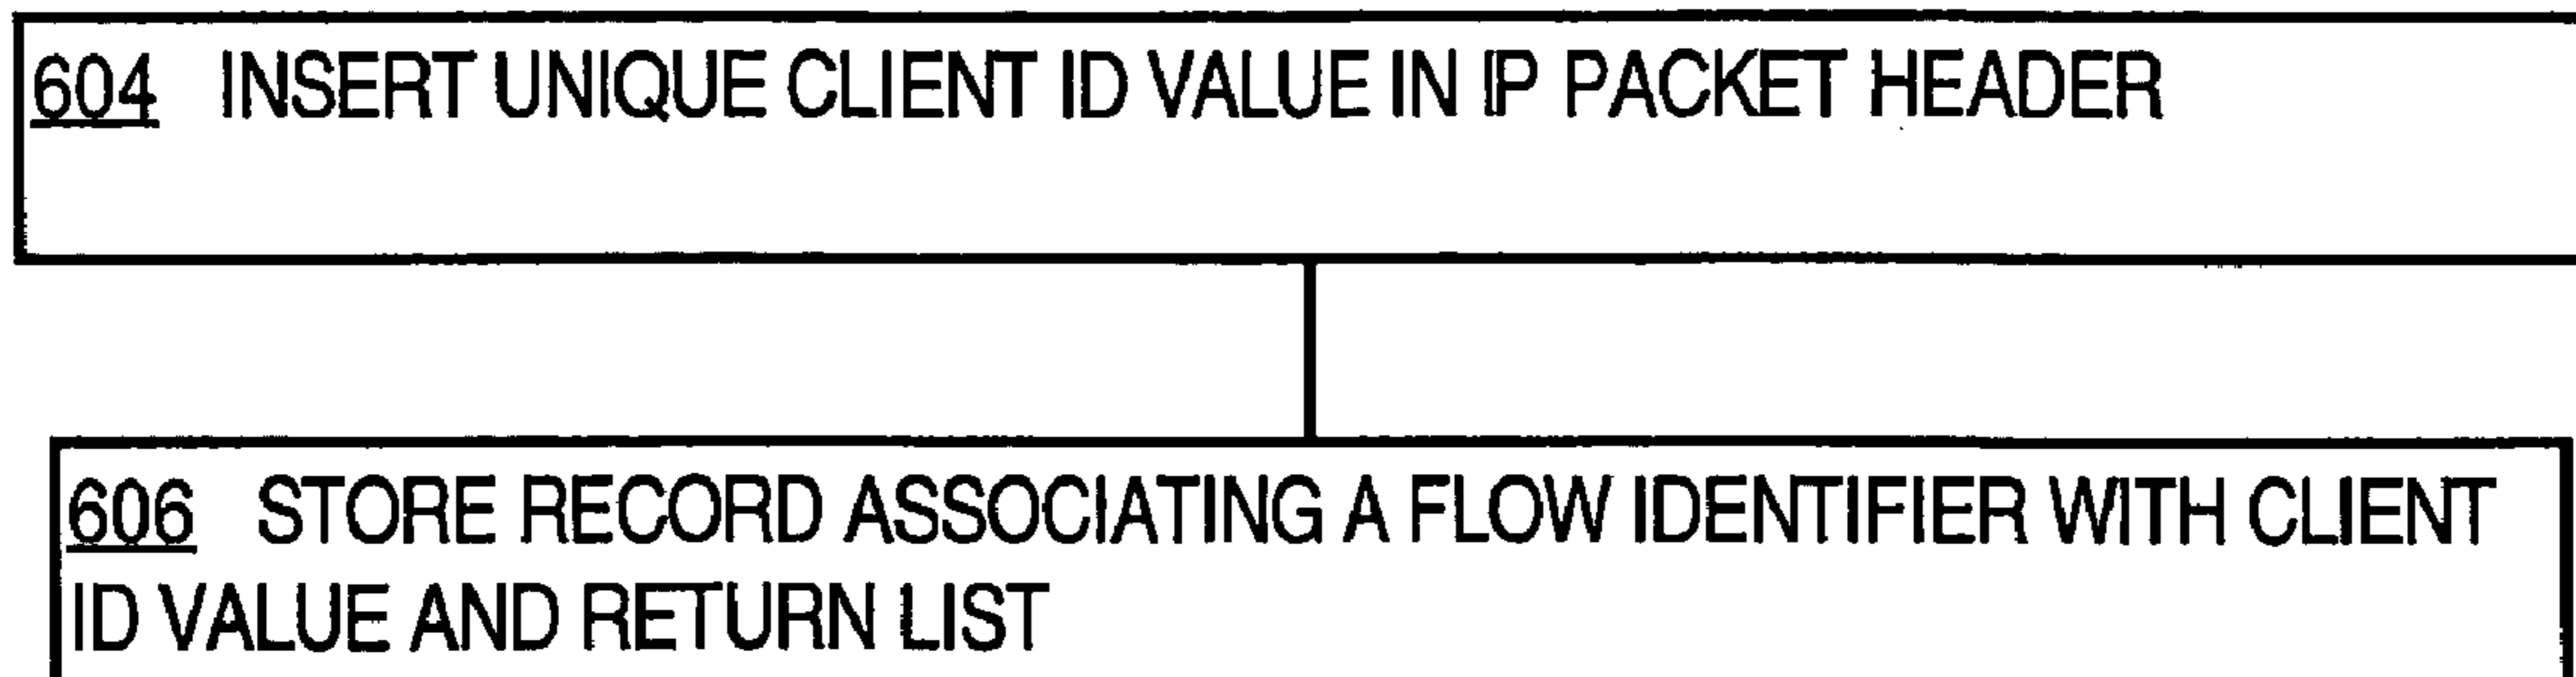 604 INSERT UNIQUE CLIENT ID VALUE IN IP PACKET HEADER
606 STORE RECORD ASSOCIATING A FLOW IDENTIFIER WITH CLIENT
ID VALUE AND RETURN LIST